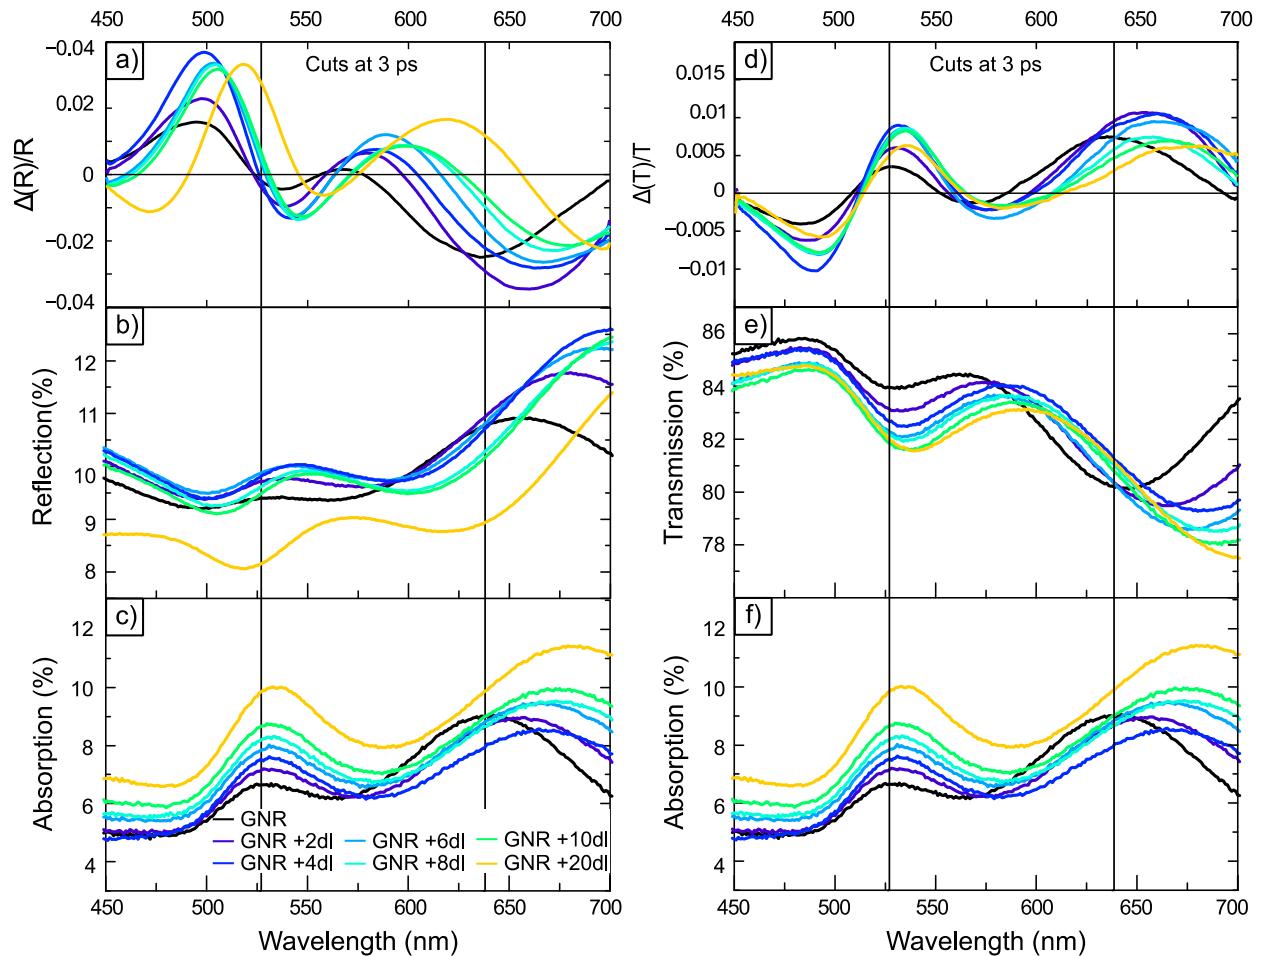 450 500 550 600 650 700
450 500 550 600 650 700
a)
Cuts at 3 ps
−0.04
0.02
0
−0.02
−0.04
Δ(R)/R
d)
Cuts at 3 ps
0.015
0.010
0.005
0
−0.005
−0.01
Δ(T)/T
b)
12
11
10
9
8
Reflection(%)
e)
86
84
82
80
78
Transmission (%)
c)
12
10
8
6
4
Absorption (%)
GNR
GNR +2dl GNR +6dl GNR +10dl
GNR +4dl GNR +8dl GNR +20dl
f)
12
10
8
6
4
Absorption (%)
450 500 550 600 650 700
Wavelength (nm)
450 500 550 600 650 700
Wavelength (nm)